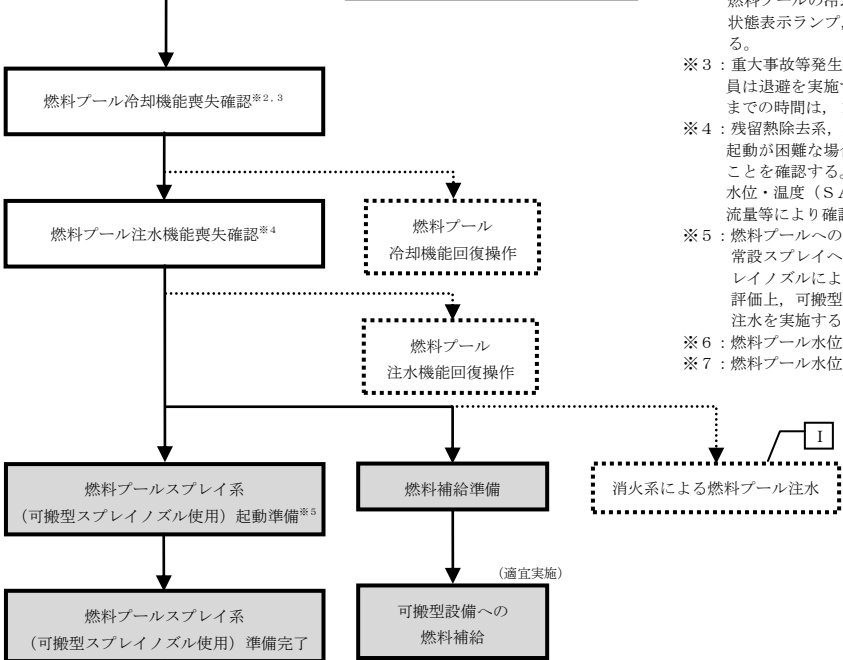 燃料プール冷却機能喪失確認※2,3
燃料プール注水機能喪失確認※4
燃料プール
冷却機能回復操作
燃料プール
注水機能回復操作
燃料プールスプレイ系
(可搬型スプレイノズル使用) 起動準備※5
燃料補給準備
I
消火系による燃料プール注水
燃料プールスプレイ系
(可搬型スプレイノズル使用) 準備完了
(適宜実施)
可搬型設備への
燃料補給
状態表示ランプ,
る。
※3:重大事故等発生
員は退避を実施
までの時間は,
※4:残留熱除去系,
起動が困難な場合
ことを確認する。
水位・温度(SA
流量等により確認
※5:燃料プールへの
常設スプレイヘ
レイノズルによ
評価上, 可搬型
注水を実施する
※6:燃料プール水位
※7:燃料プール水位